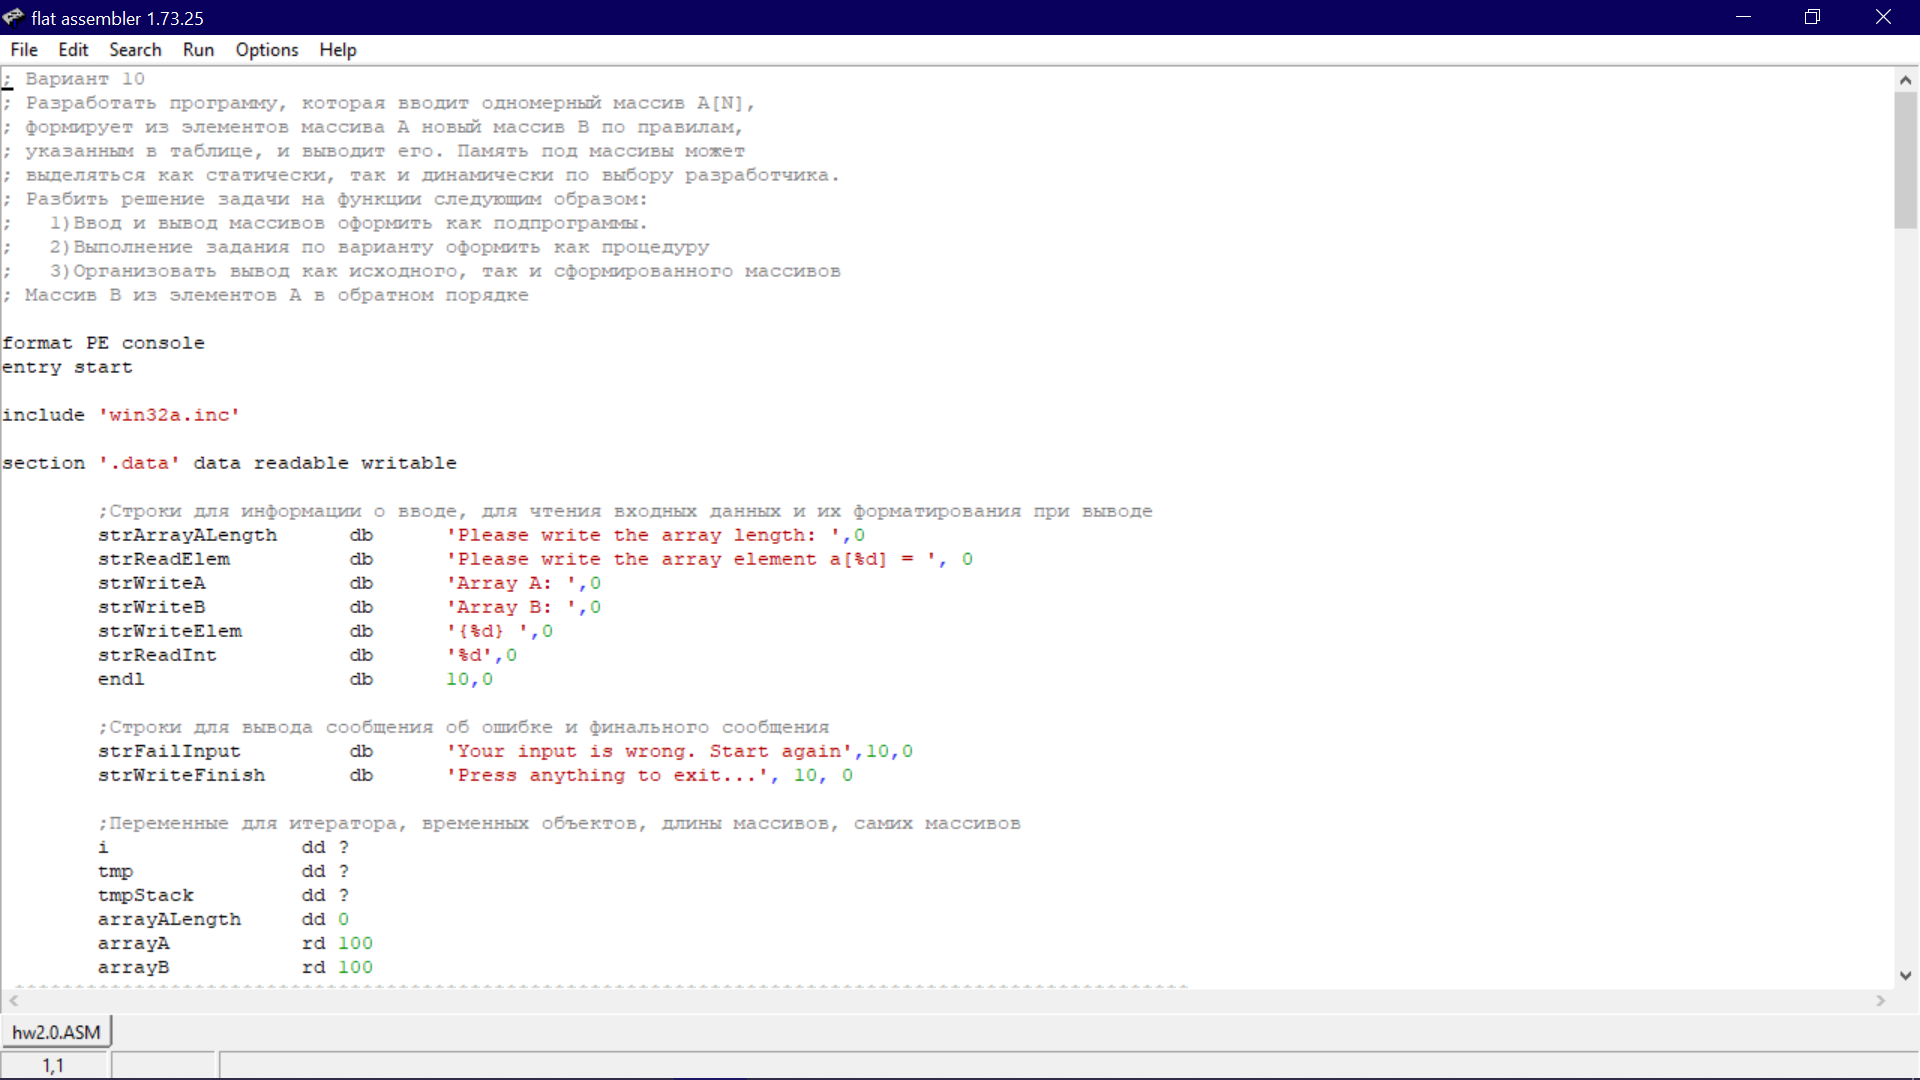 flat assembler 1.73.25
File Edit Search Run Options Help
; Вариант 10
; Разработать программу, которая вводит одномерный массив A[N],
; формирует из элементов массива A новый массив B по правилам,
; указанным в таблице, и выводит его. Память под массивы может
; выделяться как статически, так и динамически по выбору разработчика.
; Разбить решение задачи на функции следующим образом:
;   1)Ввод и вывод массивов оформить как подпрограммы.
;   2)Выполнение задания по варианту оформить как процедуру
;   3)Организовать вывод как исходного, так и сформированного массивов
; Массив B из элементов A в обратном порядке
format PE console
entry start
include 'win32a.inc'
section '.data' data readable writable
;Строки для информации о вводе, для чтения входных данных и их форматирования при выводе
strArrayALength db 'Please write the array length: ',0
strReadElem db 'Please write the array element a[%d] = ', 0
strWriteA db 'Array A: ',0
strWriteB db 'Array B: ',0
strWriteElem db '{%d} ',0
strReadInt db '%d',0
endl db 10,0
;Строки для вывода сообщения об ошибке и финального сообщения
strFailInput db 'Your input is wrong. Start again',10,0
strWriteFinish db 'Press anything to exit...', 10, 0
;Переменные для итератора, временных объектов, длины массивов, самих массивов
i dd ?
tmp dd ?
tmpStack dd ?
arrayALength dd 0
arrayA rd 100
arrayB rd 100
hw2.0.ASM
1,1